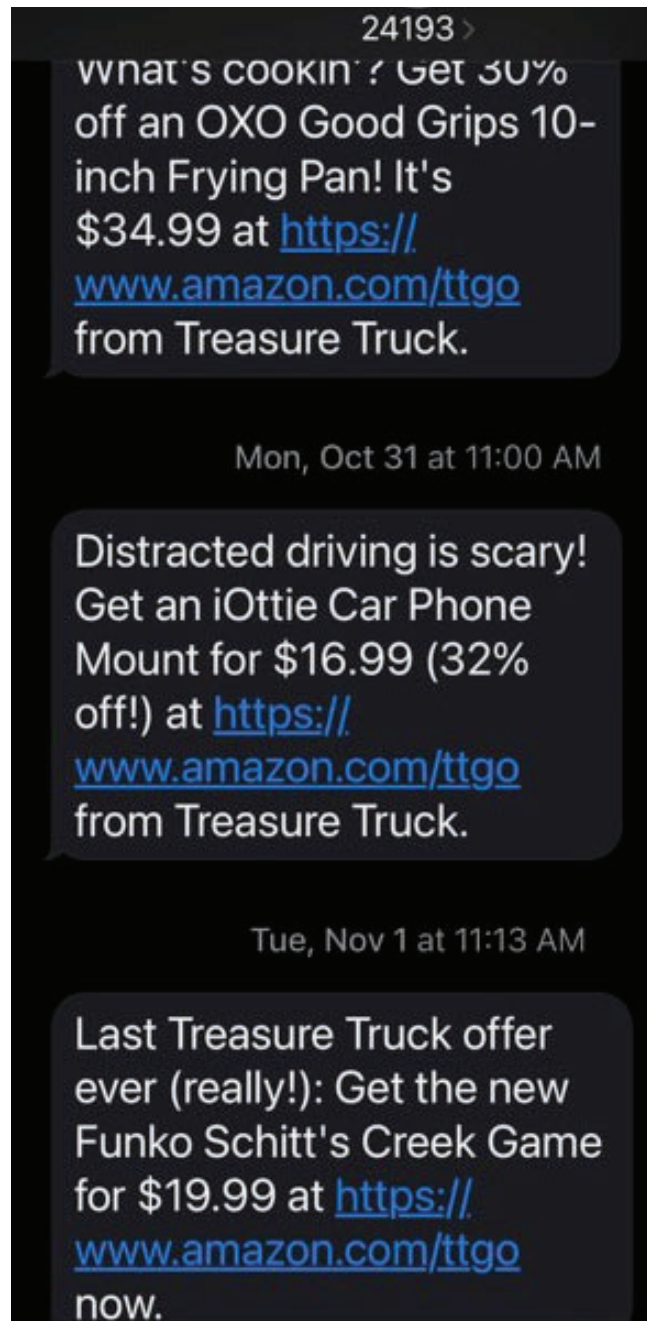 24193 >
What's cookin'? Get 30%
off an OXO Good Grips 10-
inch Frying Pan! It's
$34.99 at https://
www.amazon.com/ttgo
from Treasure Truck.
Mon, Oct 31 at 11:00 AM
Distracted driving is scary!
Get an iOttie Car Phone
Mount for $16.99 (32%
off!) at https://
www.amazon.com/ttgo
from Treasure Truck.
Tue, Nov 1 at 11:13 AM
Last Treasure Truck offer
ever (really!): Get the new
Funko Schitt's Creek Game
for $19.99 at https://
www.amazon.com/ttgo
now.